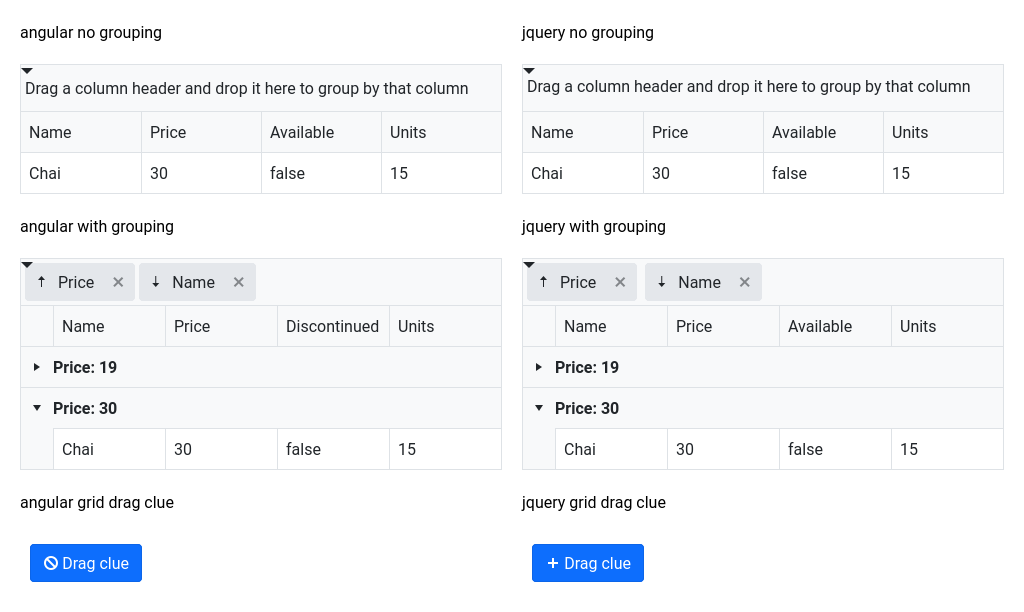 angular no grouping
Drag a column header and drop it here to group by that column
Name Price Available Units
Chai 30 false 15
angular with grouping
Price Name
Name Price Discontinued Units
Price: 19
Price: 30
Chai 30 false 15
angular grid drag clue
Drag clue
jquery no grouping
Drag a column header and drop it here to group by that column
Name Price Available Units
Chai 30 false 15
jquery with grouping
Price Name
Name Price Available Units
Price: 19
Price: 30
Chai 30 false 15
jquery grid drag clue
Drag clue